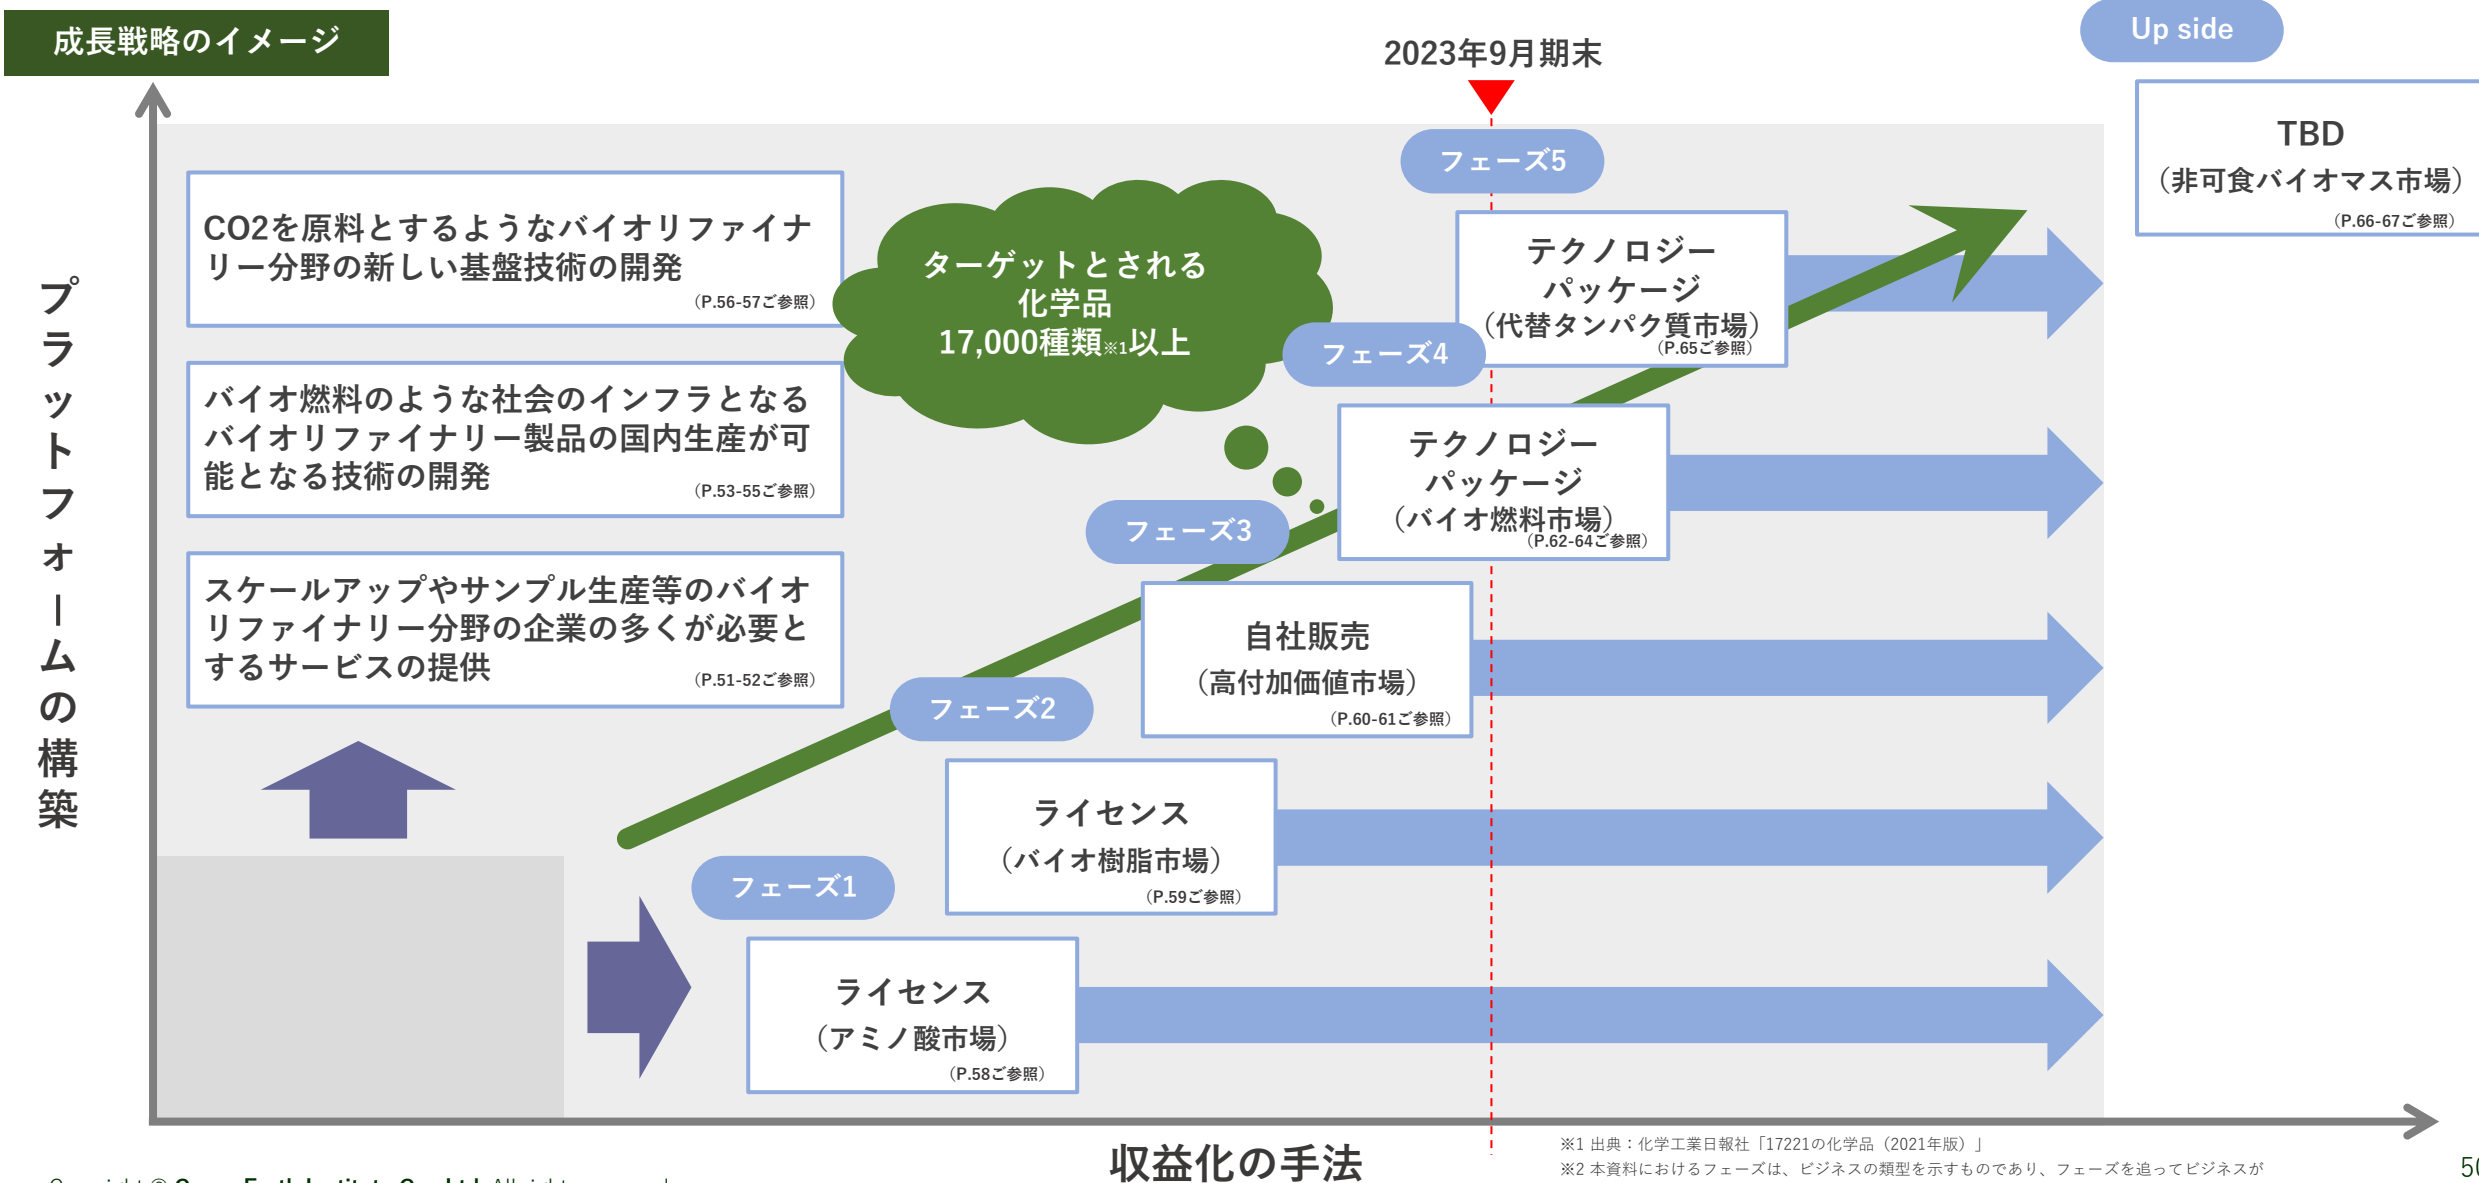 成長戦略のイメージ
2023年9月期末
Up side
TBD
（非可食バイオマス市場）
（P.66-67ご参照）
プラットフォームの構築
CO2を原料とするようなバイオリファイナ
リー分野の新しい基盤技術の開発
（P.56-57ご参照）
バイオ燃料のような社会のインフラとなる
バイオリファイナリー製品の国内生産が可
能となる技術の開発
（P.53-55ご参照）
スケールアップやサンプル生産等のバイオ
リファイナリー分野の企業の多くが必要と
するサービスの提供
（P.51-52ご参照）
ターゲットとされる
化学品
17,000種類※1以上
フェーズ5
テクノロジー
パッケージ
（代替タンパク質市場）
（P.65ご参照）
フェーズ4
テクノロジー
パッケージ
（バイオ燃料市場）
（P.62-64ご参照）
フェーズ3
自社販売
（高付加価値市場）
（P.60-61ご参照）
フェーズ2
ライセンス
（バイオ樹脂市場）
（P.59ご参照）
フェーズ1
ライセンス
（アミノ酸市場）
（P.58ご参照）
収益化の手法
※1 出典：化学工業日報社「17221の化学品（2021年版）」
※2 本資料におけるフェーズは、ビジネスの類型を示すものであり、フェーズを追ってビジネスが